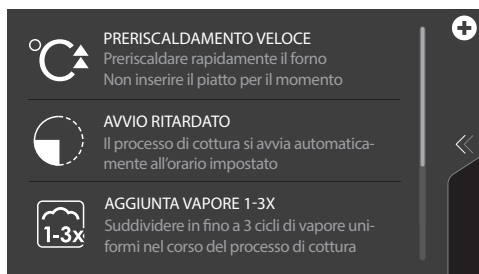 PRERISCALDAMENTO VELOCE
Preriscaldare rapidamente il forno
Non inserire il piatto per il momento
AVVIO RITARDATO
Il processo di cottura si avvia automatica-
mente all'orario impostato
1-3x
AGGIUNTA VAPORE 1-3X
Suddividere in fino a 3 cicli di vapore uni-
formi nel corso del processo di cottura